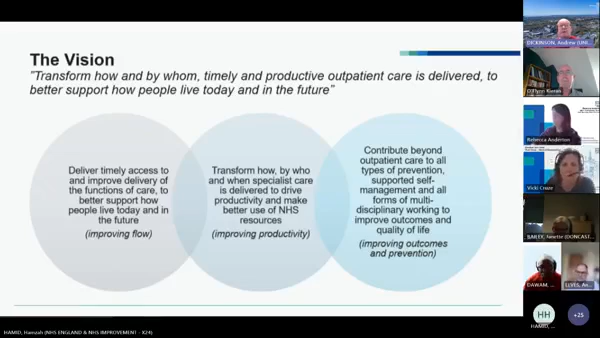 The Vision
"Transform how and by whom, timely and productive outpatient care is delivered, to
better support how people live today and in the future"
Deliver timely access to
and improve delivery of
the functions of care, to
better support how
people live today and in
the future
(improving flow)
Transform how, by who
and when specialist care
is delivered to drive
productivity and make
better use of NHS
resources
(improving productivity)
Contribute beyond
outpatient care to all
types of prevention,
supported self-
management and all
forms of multi-
disciplinary working to
improve outcomes and
quality of life
(improving outcomes
and prevention)
DICKINSON, Andrew (UNI...
Rebecca Anderton
Vicki Cruse
BAILEY, Nanette (DONCAST...
DAWAM, ...
ELVES, An...
HH
HAMID, ...
+25
HAMID, Hamzah (NHS ENGLAND & NHS IMPROVEMENT - X24)